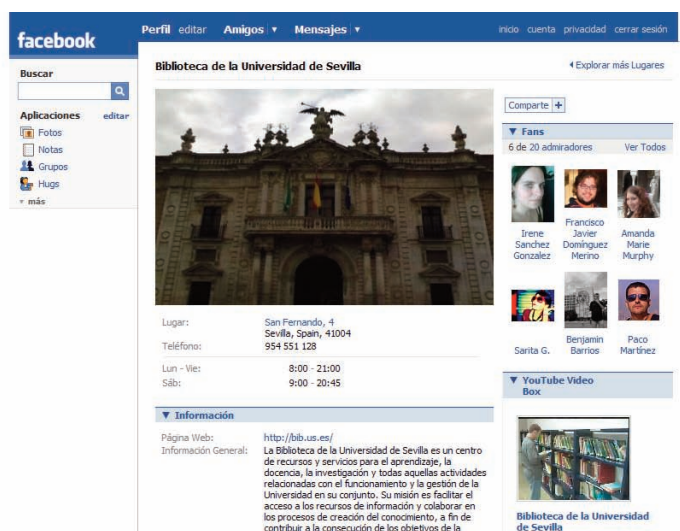 facebook
Perfil editar Amigos Mensajes inicio cuenta privacidad cerrar sesión
Buscar
Aplicaciones editar
Fotos
Notas
Grupos
Hugs
más
Biblioteca de la Universidad de Sevilla
Explorar más Lugares
Lugar: San Fernando, 4
Sevilla, Spain, 41004
Teléfono: 954 551 128
Lun - Vie: 8:00 - 21:00
Sáb: 9:00 - 20:45
Información
Página Web: http://bib.us.es/
Información General: La Biblioteca de la Universidad de Sevilla es un centro
de recursos y servicios para el aprendizaje, la
docencia, la investigación y todas aquellas actividades
relacionadas con el funcionamiento y la gestión de la
Universidad en su conjunto. Su misión es facilitar el
acceso a los recursos de información y colaborar en
los procesos de creación del conocimiento, a fin de
contribuir a la consecución de los objetivos de la
Comparte +
Fans
6 de 20 admiradores Ver Todos
Irene
Sanchez
Gonzalez
Francisco
Javier
Domínguez
Merino
Amanda
Marie
Murphy
Sarita G.
Benjamin
Barrios
Paco
Martínez
YouTube Video
Box
Biblioteca de la Universidad
de Sevilla